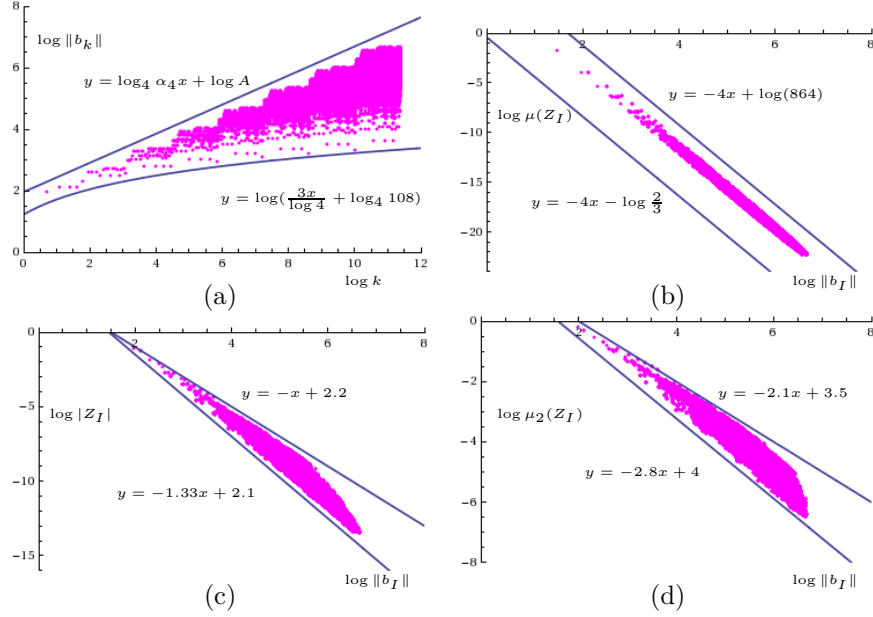 8
6
4
2
0
0
2
4
6
8
10
12
log ‖b_k‖
y = log_4 α_4 x + log A
y = log(3x/log 4 + log_4 108)
log k
(a)
0
−5
−10
−15
−20
2
4
6
8
log μ(Z_I)
y = −4x + log(864)
y = −4x − log 2/3
log ‖b_I‖
(b)
0
−5
−10
−15
2
4
6
8
log |Z_I|
y = −x + 2.2
y = −1.33x + 2.1
log ‖b_I‖
(c)
0
−2
−4
−6
−8
2
4
6
8
log μ_2(Z_I)
y = −2.1x + 3.5
y = −2.8x + 4
log ‖b_I‖
(d)